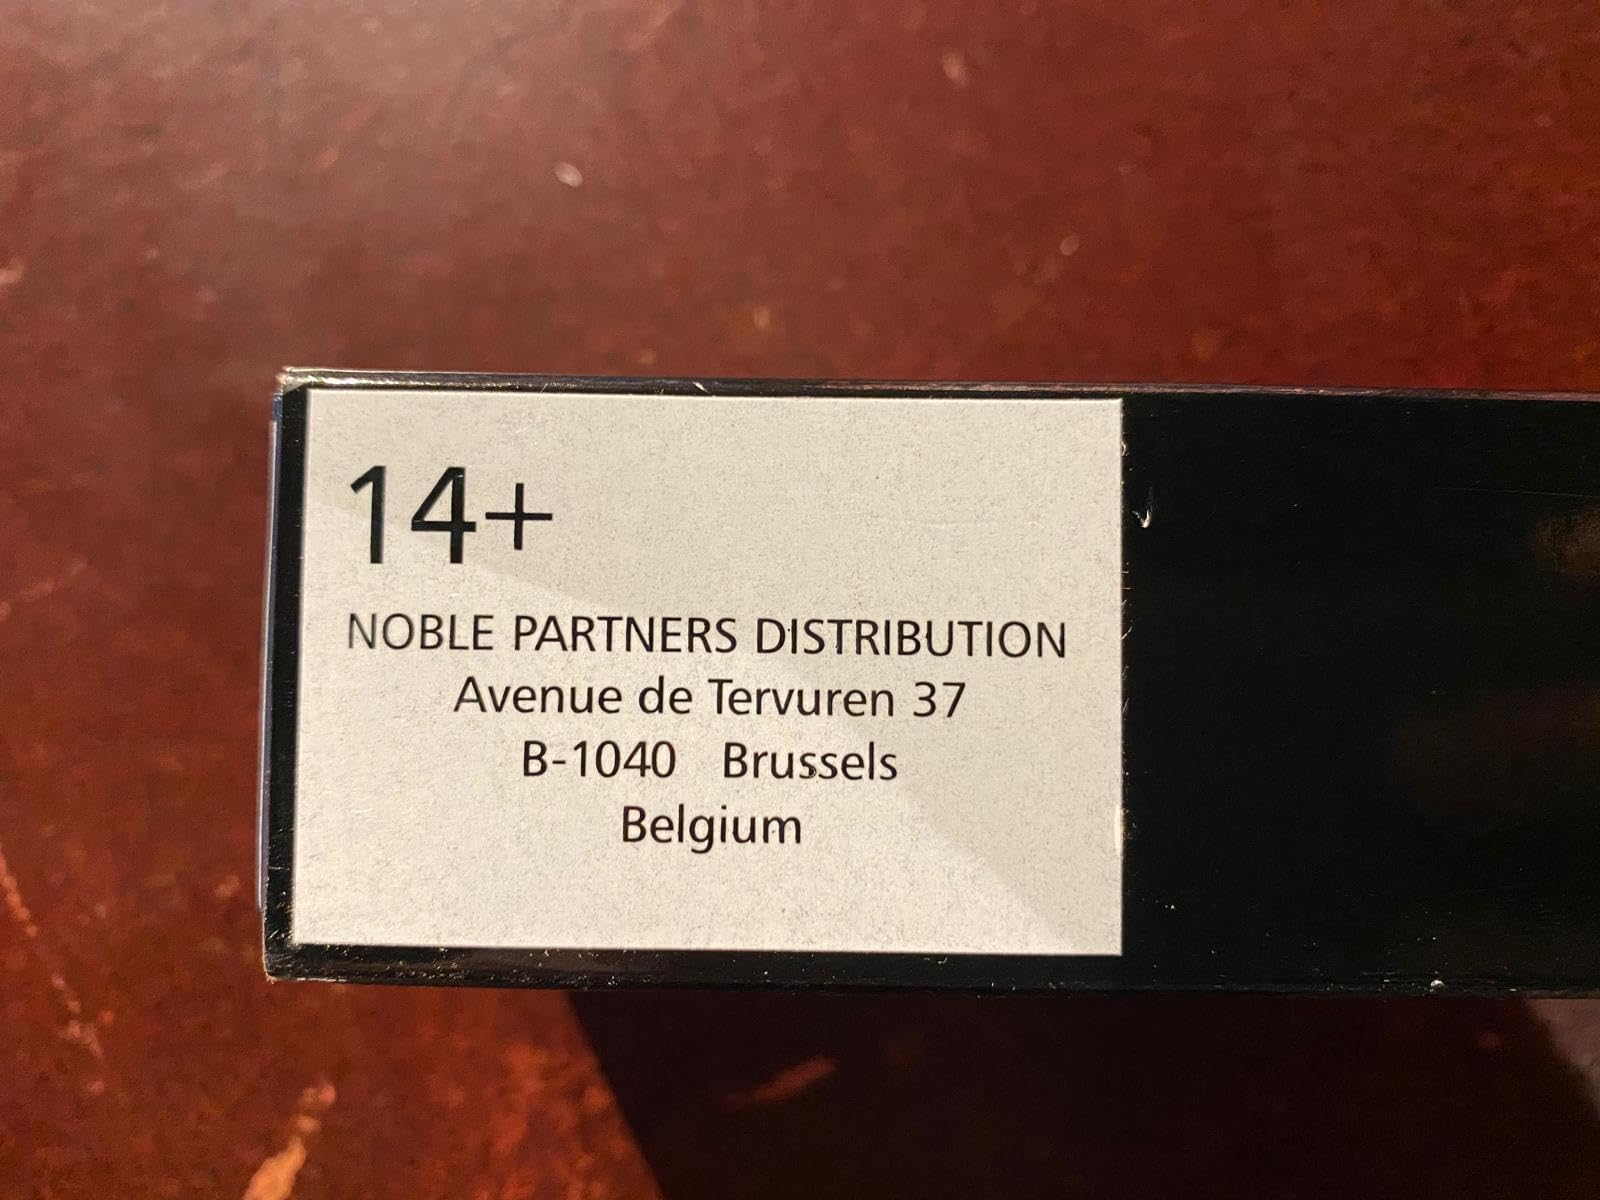 14+
NOBLE PARTNERS DISTRIBUTION
Avenue de Tervuren 37
B-1040 Brussels
Belgium